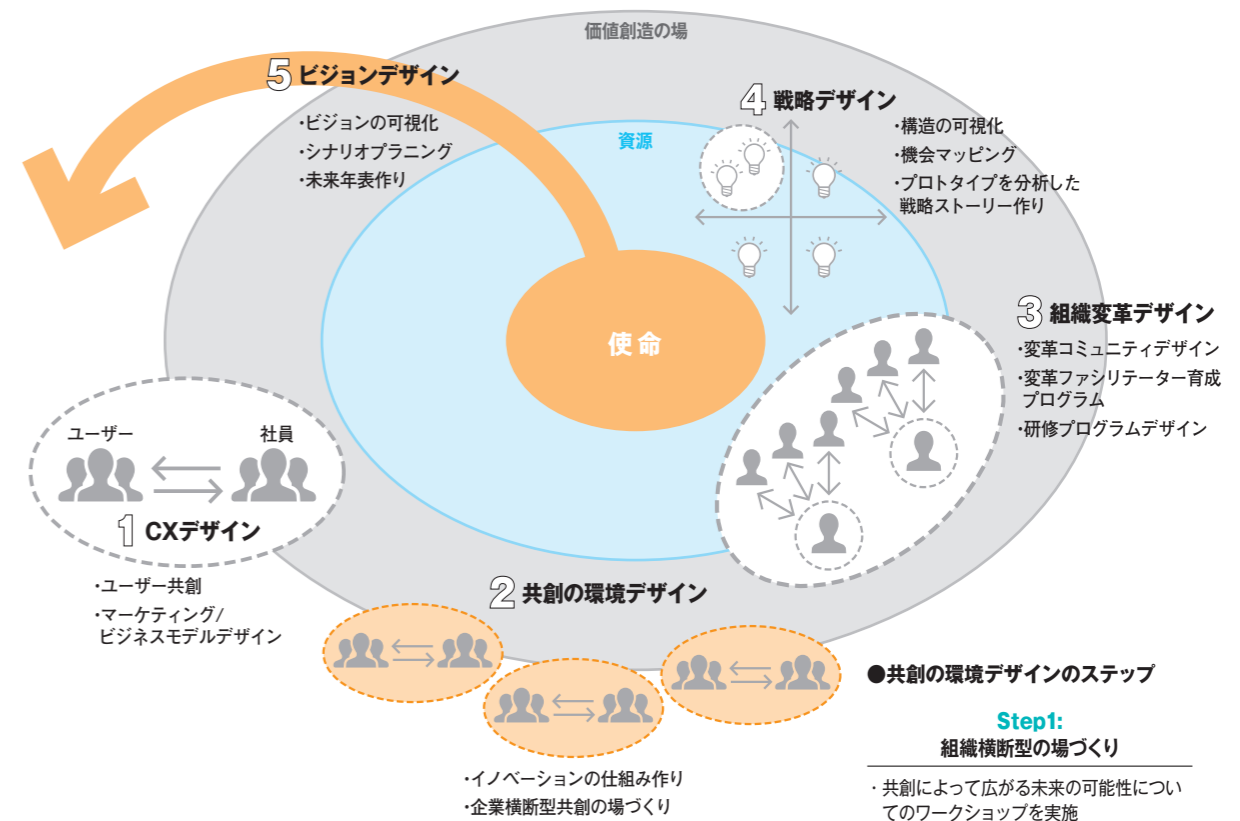 価値創造の場
5 ビジョンデザイン
・ビジョンの可視化
・シナリオプラニング
・未来年表作り
資源
4 戦略デザイン
・構造の可視化
・機会マッピング
・プロトタイプを分析した
戦略ストーリー作り
使命
3 組織変革デザイン
・変革コミュニティデザイン
・変革ファシリテーター育成
プログラム
・研修プログラムデザイン
ユーザー
社員
1 CXデザイン
・ユーザー共創
・マーケティング/
ビジネスモデルデザイン
2 共創の環境デザイン
・イノベーションの仕組み作り
・企業横断型共創の場づくり
●共創の環境デザインのステップ
Step1:
組織横断型の場づくり
・共創によって広がる未来の可能性につい
てのワークショップを実施